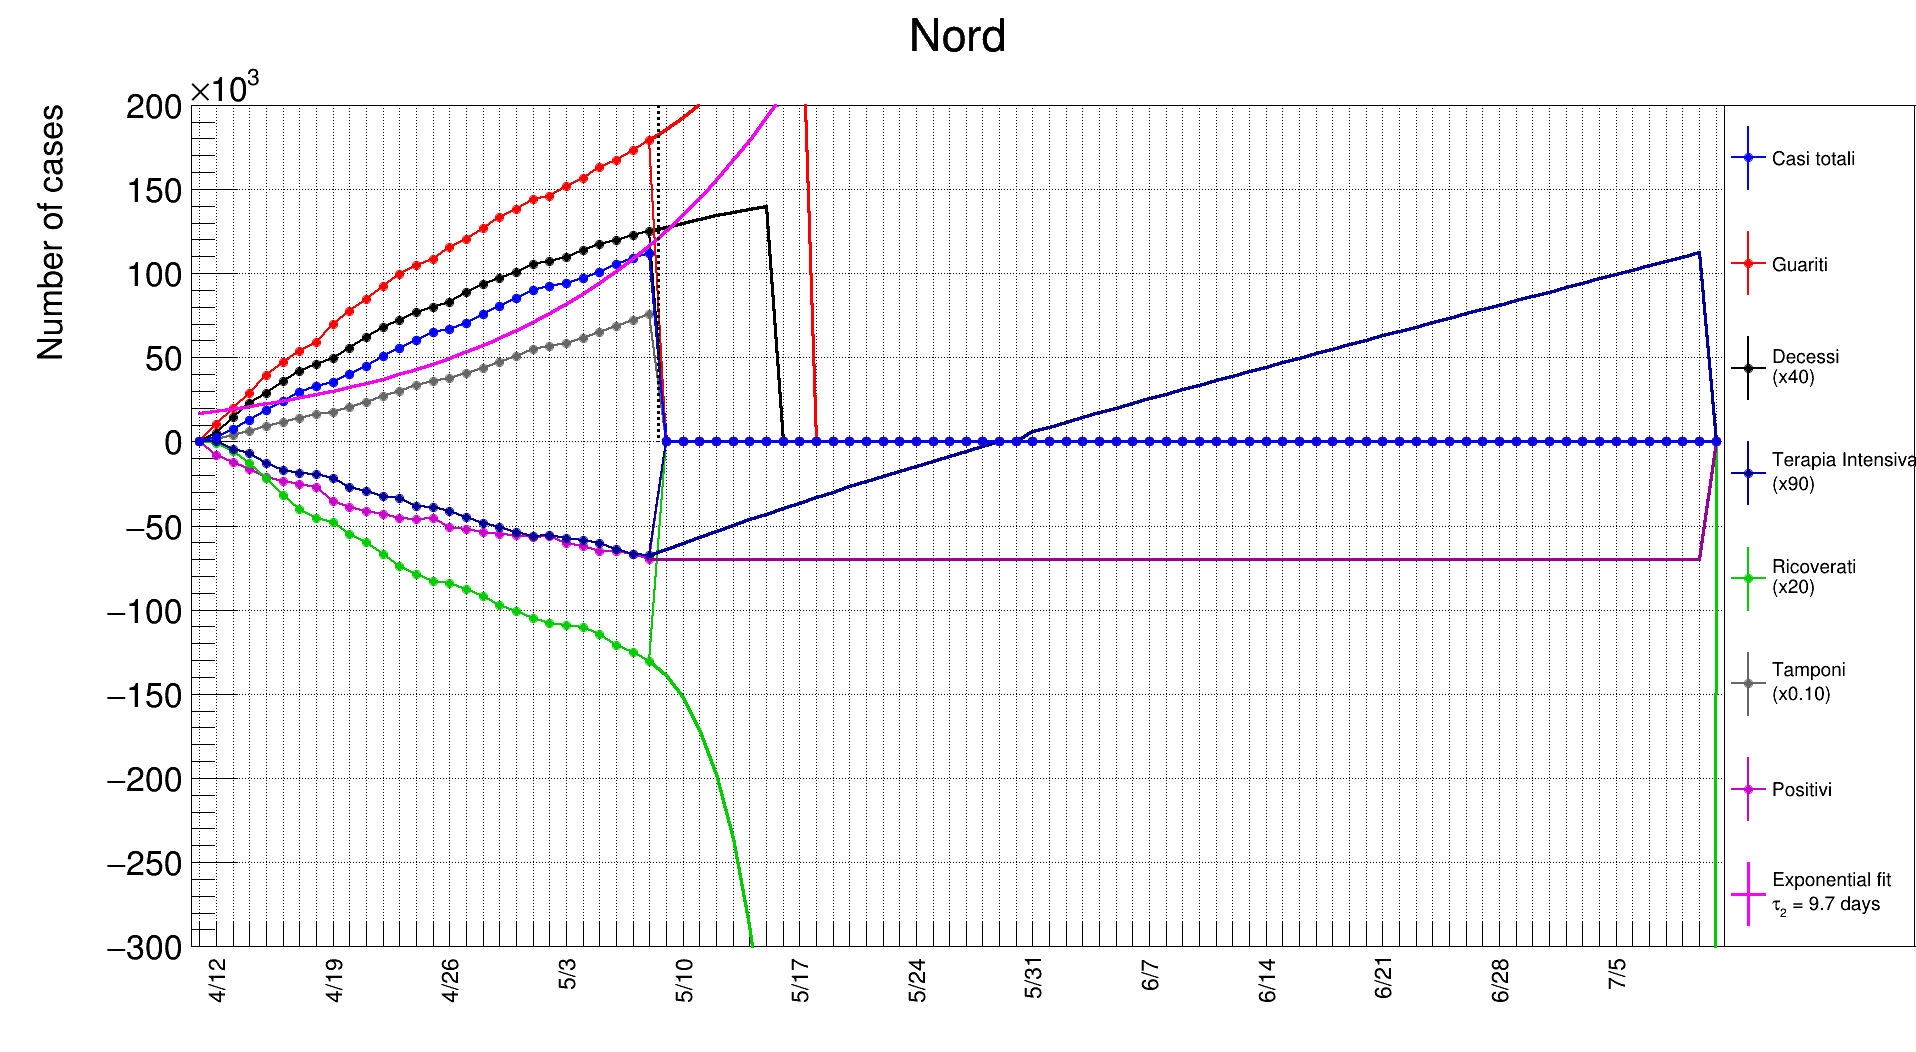 Nord
×10³
Number of cases
200
150
100
50
0
−50
−100
−150
−200
−250
−300
4/12
4/19
4/26
5/3
5/10
5/17
5/24
5/31
6/7
6/14
6/21
6/28
7/5
Casi totali
Guariti
Decessi
(x40)
Terapia Intensiva
(x90)
Ricoverati
(x20)
Tamponi
(x0.10)
Positivi
Exponential fit
τ₂ = 9.7 days